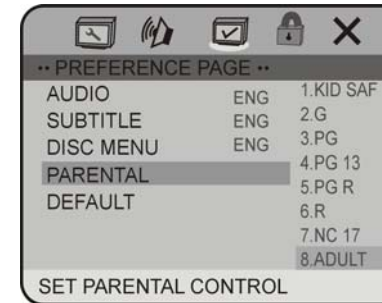 ·· PREFERENCE PAGE ··
AUDIO ENG
SUBTITLE ENG
DISC MENU ENG
PARENTAL
DEFAULT
1.KID SAF
2.G
3.PG
4.PG 13
5.PG R
6.R
7.NC 17
8.ADULT
SET PARENTAL CONTROL